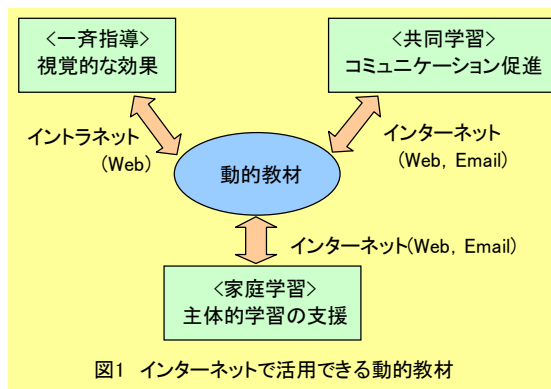 <一斉指導>
視覚的な効果
<共同学習>
コミュニケーション促進
イントラネット
(Web)
インターネット
(Web, Email)
動的教材
インターネット(Web, Email)
<家庭学習>
主体的学習の支援
図1 インターネットで活用できる動的教材